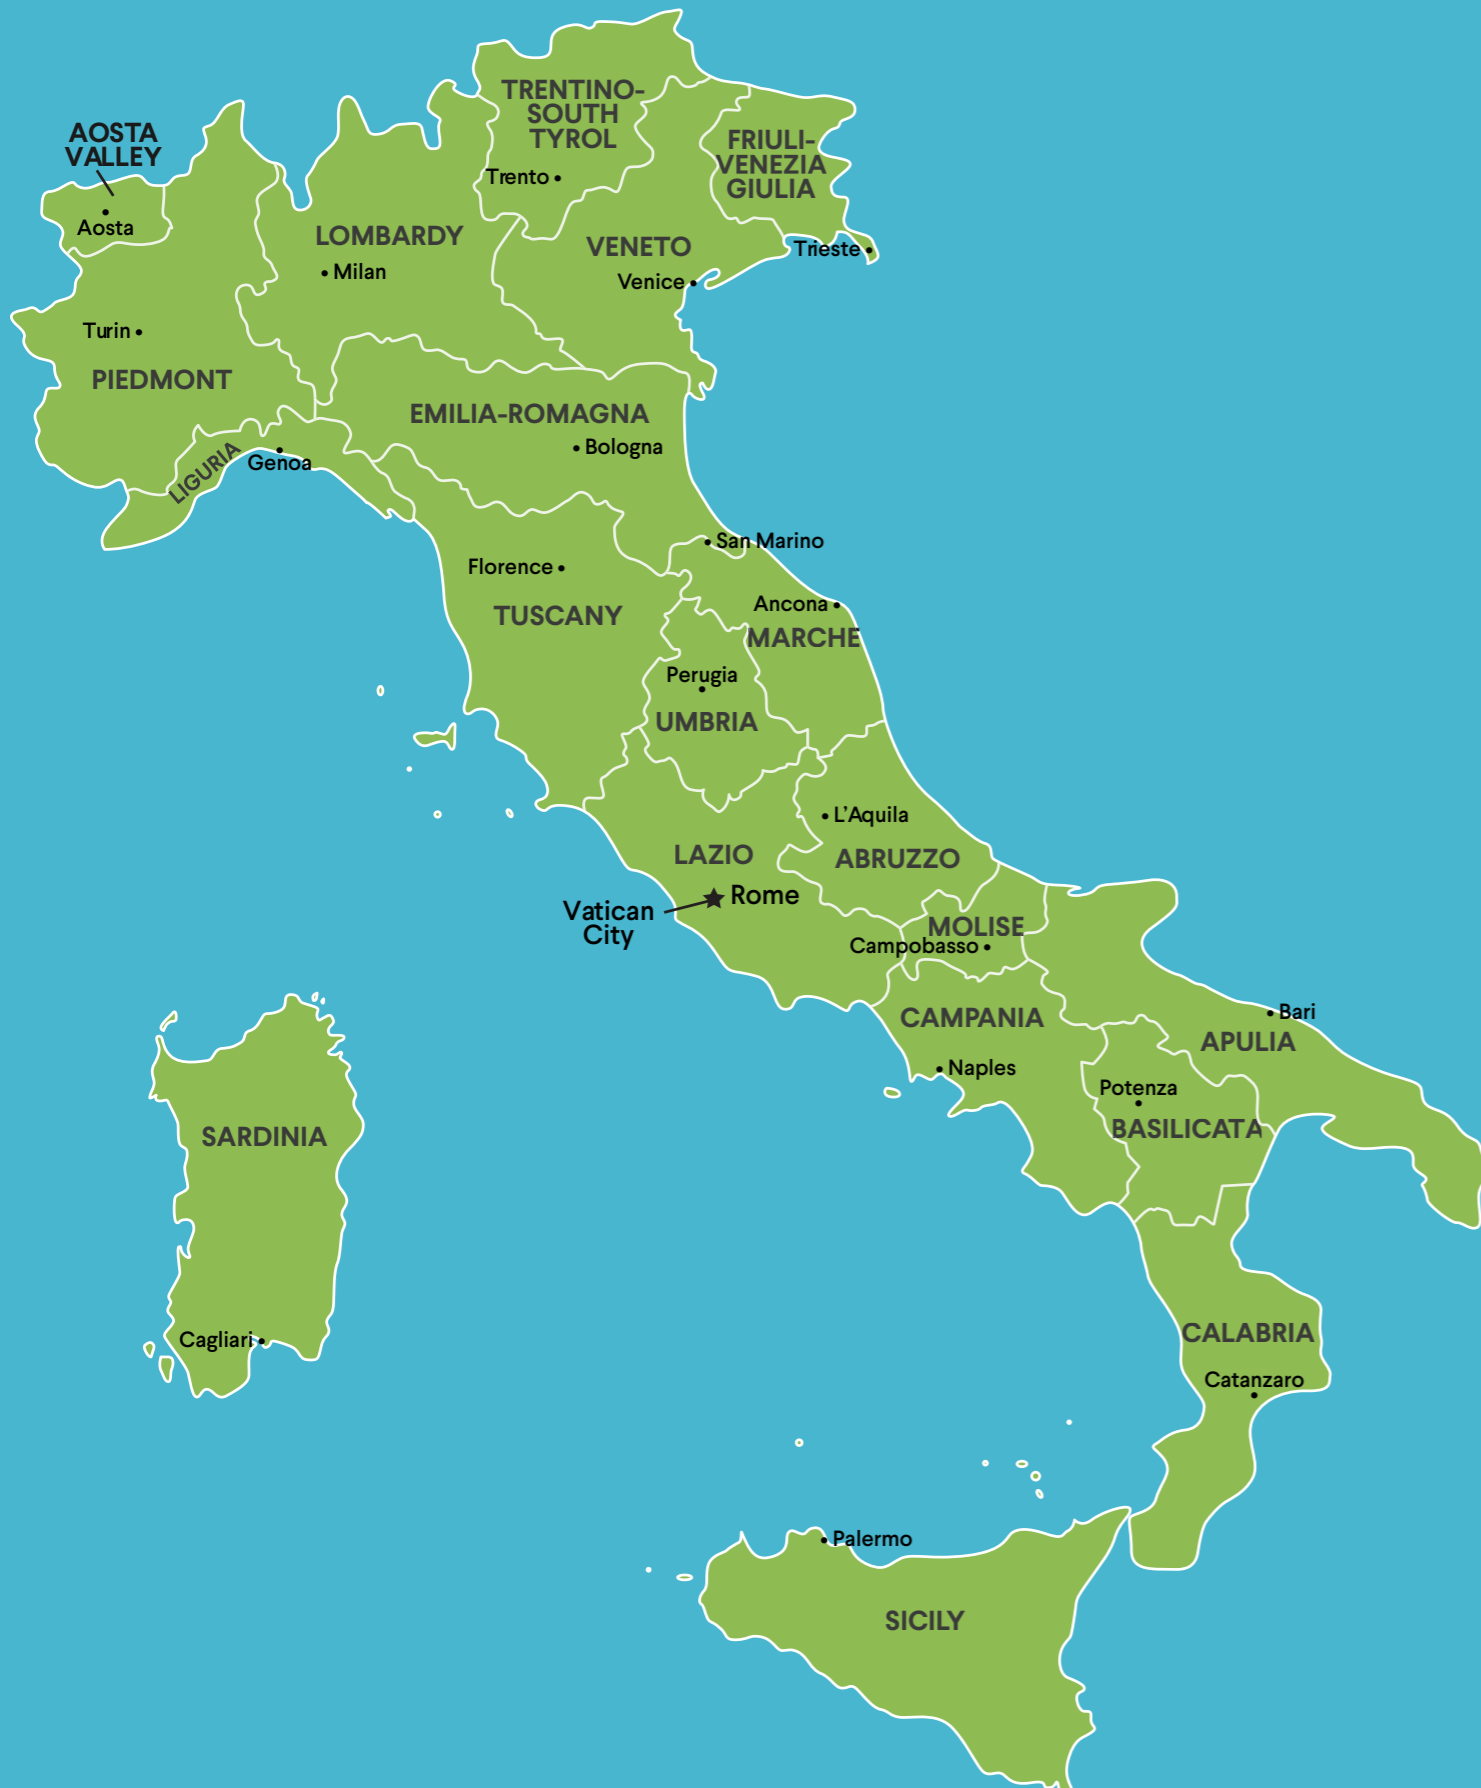 TRENTINO-
SOUTH
TYROL
Trento
AOSTA
VALLEY
Aosta
FRIULI-
VENEZIA
GIULIA
Trieste
LOMBARDY
Milan
VENETO
Venice
Turin
PIEDMONT
EMILIA-ROMAGNA
Bologna
LIGURIA
Genoa
San Marino
Florence
TUSCANY
Ancona
MARCHE
Perugia
UMBRIA
L'Aquila
ABRUZZO
LAZIO
Rome
Vatican
City
MOLISE
Campobasso
CAMPANIA
Naples
Bari
APULIA
Potenza
BASILICATA
SARDINIA
Cagliari
CALABRIA
Catanzaro
Palermo
SICILY